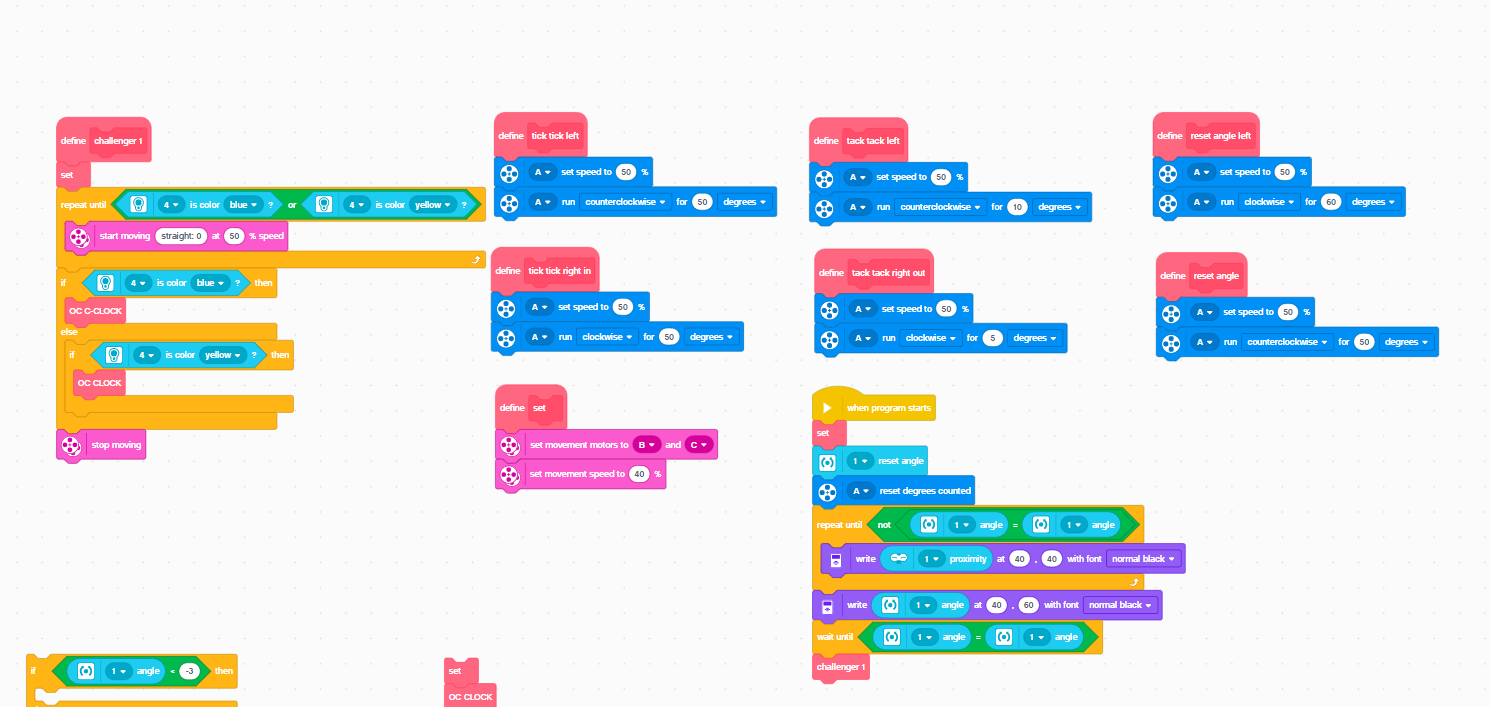 define challenger 1
set
repeat until 4 is color blue ? or 4 is color yellow ?
start moving straight: 0 at 50 % speed
if 4 is color blue ? then
OC C-CLOCK
else
if 4 is color yellow ? then
OC CLOCK
stop moving
define tick tick left
A set speed to 50 %
A run counterclockwise for 50 degrees
define tick tick right in
A set speed to 50 %
A run clockwise for 50 degrees
define set
set movement motors to B and C
set movement speed to 40 %
define tack tack left
A set speed to 50 %
A run counterclockwise for 10 degrees
define tack tack right out
A set speed to 50 %
A run clockwise for 5 degrees
define reset angle left
A set speed to 50 %
A run clockwise for 60 degrees
define reset angle
A set speed to 50 %
A run counterclockwise for 50 degrees
when program starts
set
1 reset angle
A reset degrees counted
repeat until not 1 angle = 1 angle
write 1 proximity at 40 , 40 with font normal black
write 1 angle at 40 , 60 with font normal black
wait until 1 angle = 1 angle
challenger 1
if 1 angle < -3 then
set
OC CLOCK